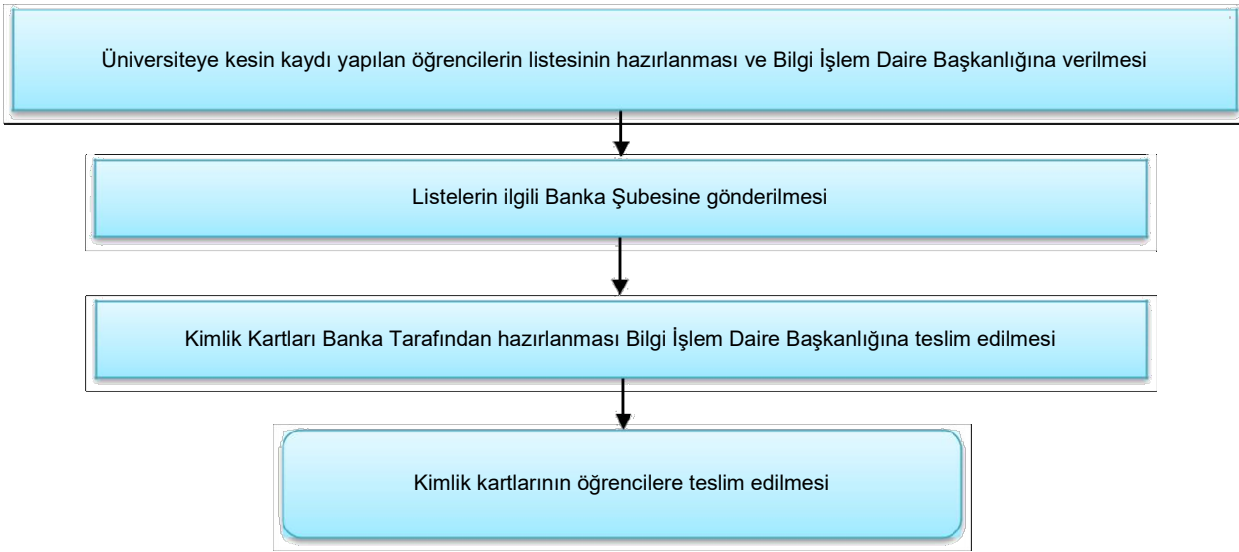 Üniversiteye kesin kaydı yapılan öğrencilerin listesinin hazırlanması ve Bilgi İşlem Daire Başkanlığına verilmesi
Listelerin ilgili Banka Şubesine gönderilmesi
Kimlik Kartları Banka Tarafından hazırlanması Bilgi İşlem Daire Başkanlığına teslim edilmesi
Kimlik kartlarının öğrencilere teslim edilmesi